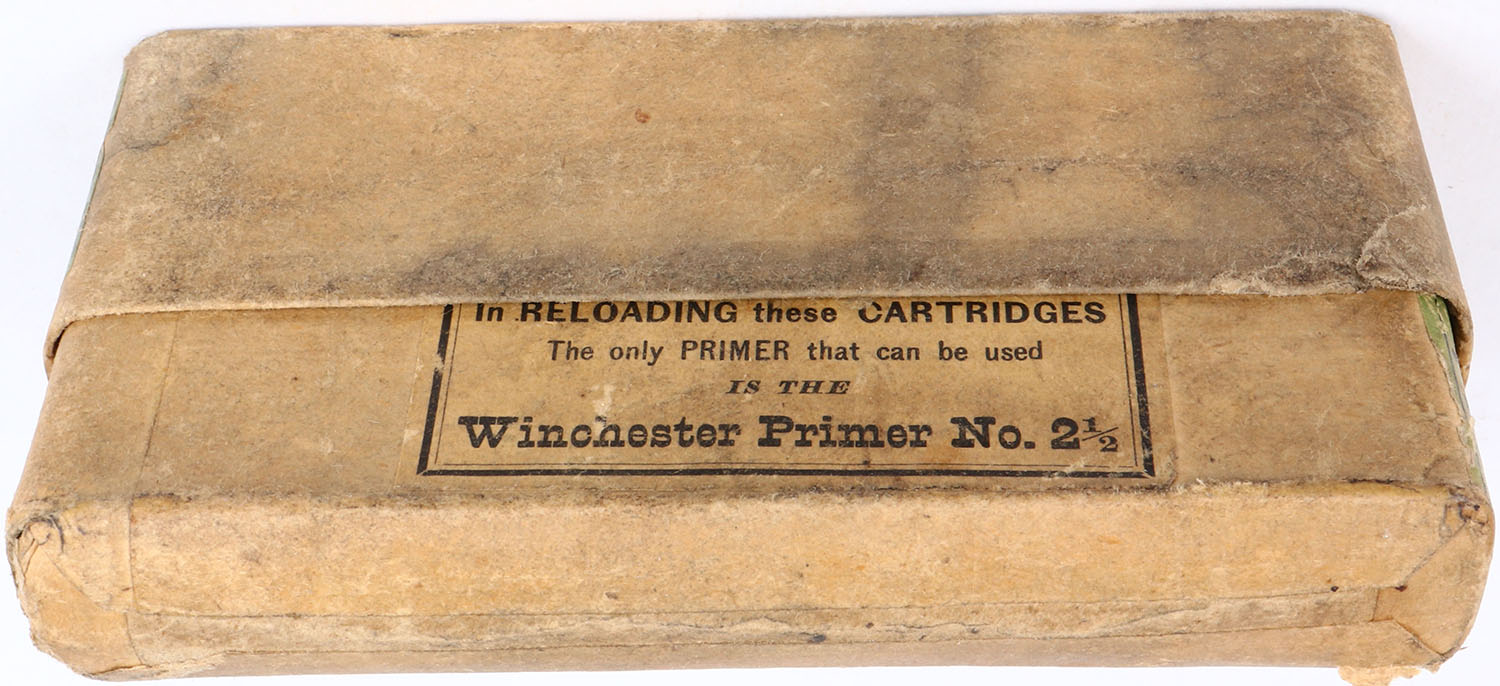 In RELOADING these CARTRIDGES
The only PRIMER that can be used
IS THE
Winchester Primer No. 2½